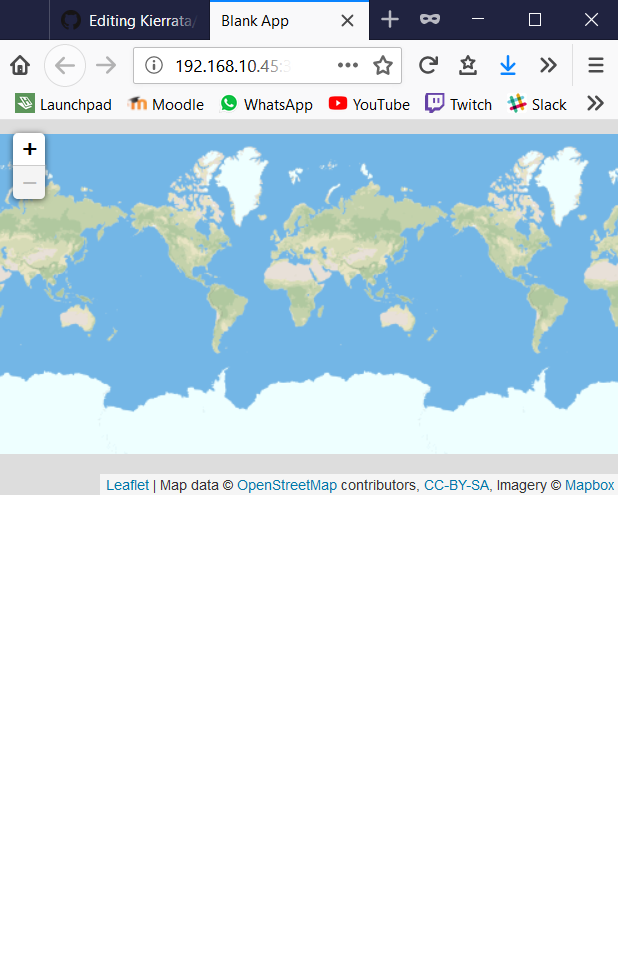 Editing Kierrata/
Blank App
192.168.10.45:3
Launchpad
Moodle
WhatsApp
YouTube
Twitch
Slack
+
−
Leaflet | Map data © OpenStreetMap contributors, CC-BY-SA, Imagery © Mapbox